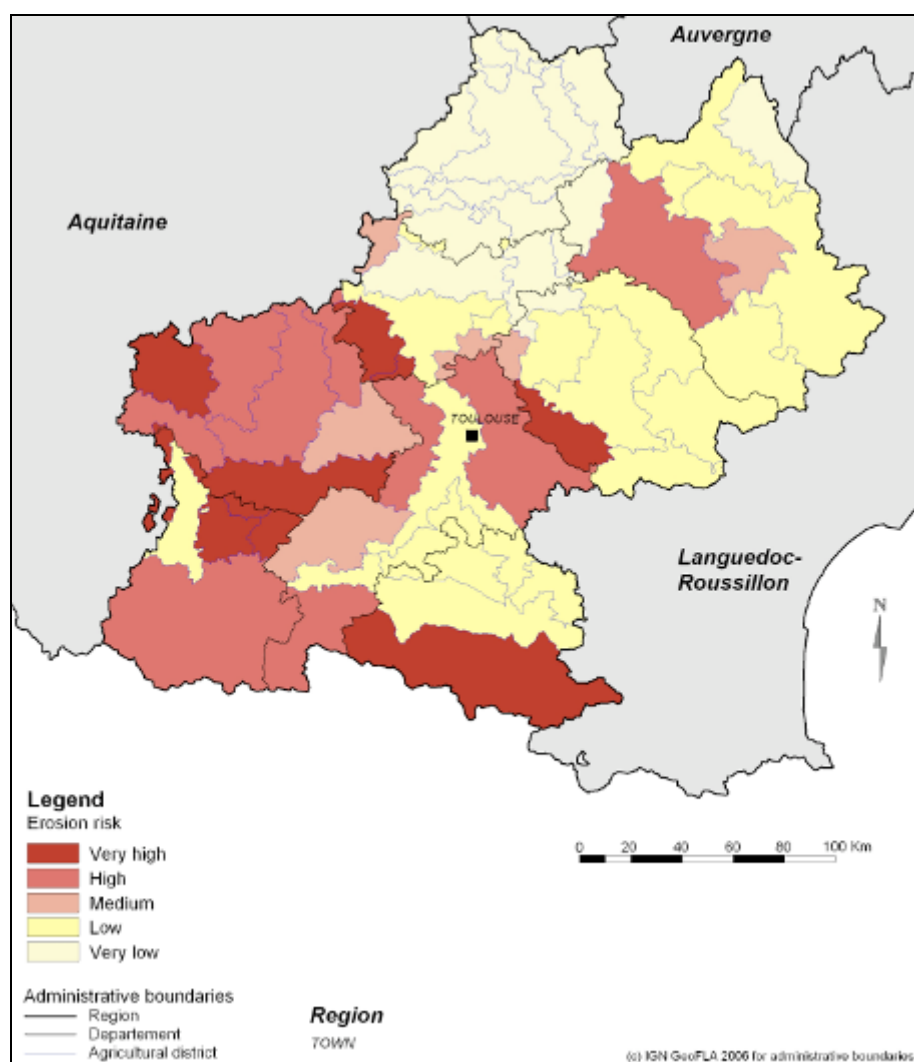 Auvergne
Aquitaine
TOULOUSE
Languedoc-
Roussillon
N
Legend
Erosion risk
Very high
High
Medium
Low
Very low
0 20 40 60 80 100 Km
Administrative boundaries
Region
Departement
Agricultural district
Region
TOWN
(c) IGN GeoFLA 2006 for administrative boundaries